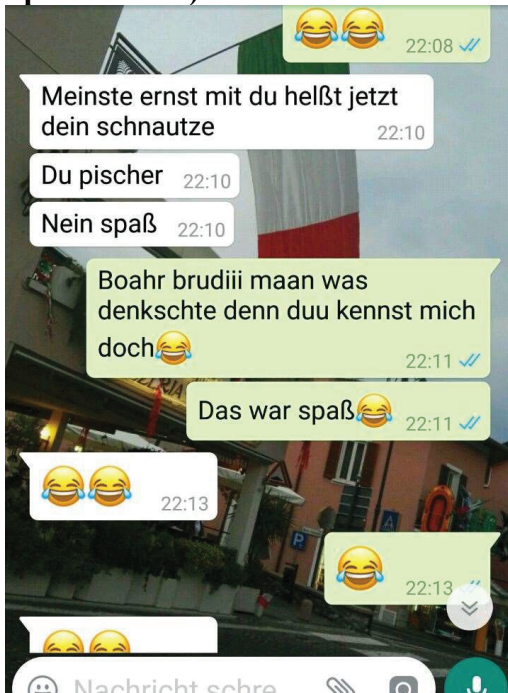 😂😂 22:08
Meinste ernst mit du helßt jetzt
dein schnautze 22:10
Du pischer 22:10
Nein spaß 22:10
Boahr brudiii maan was
denkschte denn duu kennst mich
doch😂 22:11
Das war spaß😂 22:11
😂😂 22:13
😂 22:13
😂😂
Nachricht schre